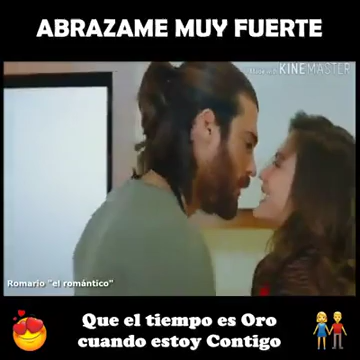 ABRAZAME MUY FUERTE
KINEMASTER
Romario "el romántico"
Que el tiempo es Oro
cuando estoy Contigo